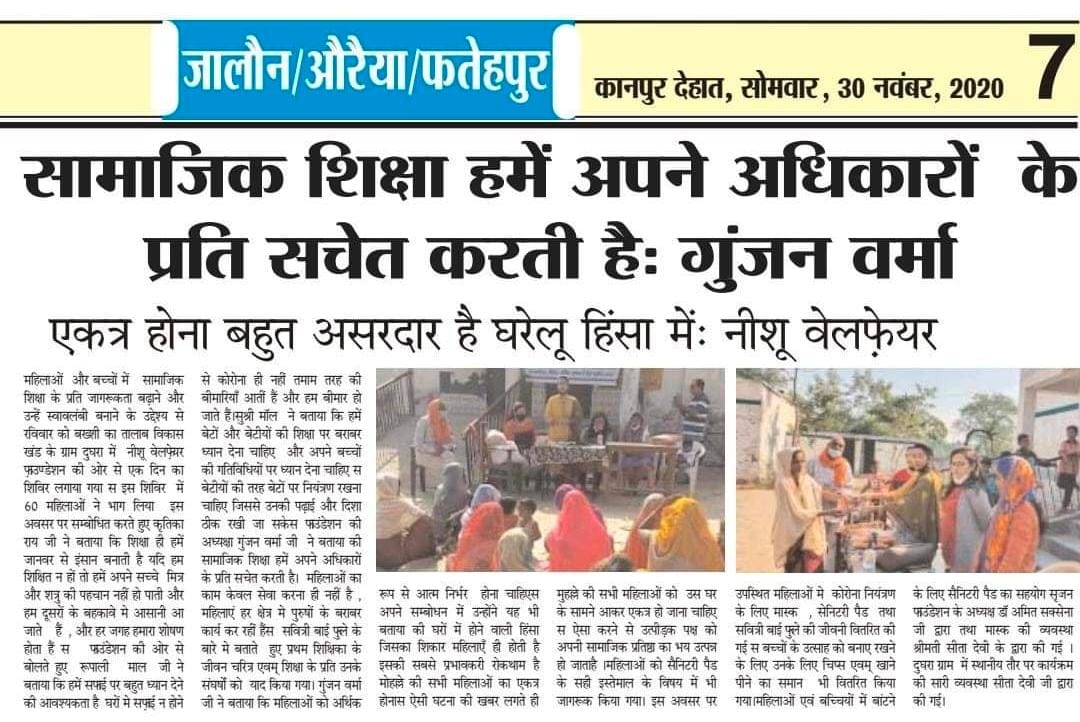 जालौन/औरैया/फतेहपुर
कानपुर देहात, सोमवार, 30 नवंबर, 2020
7
सामाजिक शिक्षा हमें अपने अधिकारों के
प्रति सचेत करती हैः गुंजन वर्मा
एकत्र होना बहुत असरदार है घरेलू हिंसा मेंः नीशू वेलफ़ेयर
महिलाओं और बच्चों में सामाजिक
शिक्षा के प्रति जागरूकता बढ़ाने और
उन्हें स्वावलंबी बनाने के उद्देश्य से
रविवार को बख्शी का तालाब विकास
खंड के ग्राम दुघरा में नीशू वेलफ़ेयर
फ़ाउण्डेशन की ओर से एक दिन का
शिविर लगाया गया स इस शिविर में
60 महिलाओं ने भाग लिया इस
अवसर पर सम्बोधित करते हुए कृतिका
राय जी ने बताया कि शिक्षा ही हमें
जानवर से इंसान बनाती है यदि हम
शिक्षित न हों तो हमें अपने सच्चे मित्र
और शत्रु की पहचान नहीं हो पाती और
हम दूसरों के बहकावे मे आसानी आ
जाते हैं , और हर जगह हमारा शोषण
होता हैं स फाउंडेशन की ओर से
बोलते हुए रूपाली माल जी ने
बताया कि हमें सफाई पर बहुत ध्यान देने
की आवश्यकता है घरों मे सफ़ाई न होने
से कोरोना ही नहीं तमाम तरह की
बीमारियाँ आतीं हैं और हम बीमार हो
जाते हैं।सुश्री मॉल ने बताया कि हमें
बेटों और बेटीयों की शिक्षा पर बराबर
ध्यान देना चाहिए और अपने बच्चों
की गतिविधियों पर ध्यान देना चाहिए स
बेटीयों की तरह बेटों पर नियंत्रण रखना
चाहिए जिससे उनकी पढ़ाई और दिशा
ठीक रखी जा सकेस फ़ाउंडेशन की
अध्यक्षा गुंजन वर्मा जी ने बताया की
सामाजिक शिक्षा हमें अपने अधिकारों
के प्रति सचेत करती है। महिलाओं का
काम केवल सेवा करना ही नहीं है ,
महिलाएं हर क्षेत्र मे पुरुषों के बराबर
कार्य कर रही हैंस सवित्री बाई फुले के
बारे मे बताते हुए प्रथम शिक्षिका के
जीवन चरित्र एवम् शिक्षा के प्रति उनके
संघर्षो को याद किया गया। गुंजन वर्मा
जी ने बताया कि महिलाओं को अर्थिक
रूप से आत्म निर्भर होना चाहिएस
अपने सम्बोधन में उन्होंने यह भी
बताया की घरों में होने वाली हिंसा
जिसका शिकार महिलाएँ ही होती है
इसकी सबसे प्रभावकरी रोकथाम है
मोहल्ले की सभी महिलाओं का एकत्र
होनास ऐसी घटना की खबर लगते ही
मुहल्ले की सभी महिलाओं को उस घर
के सामने आकर एकत्र हो जाना चाहिए
स ऐसा करने से उत्पीड़क पक्ष को
अपनी सामाजिक प्रतिष्ठा का भय उत्पन्न
हो जाताहै ।महिलाओं को सैनिटरी पैड
के सही इस्तेमाल के विषय में भी
जागरूक किया गया। इस अवसर पर
उपस्थित महिलाओं मे कोरोना नियंत्रण
के लिए मास्क , सेनिटरी पैड तथा
सवित्री बाई फुले की जीवनी वितरित की
गई स बच्चों के उत्साह को बनाए रखने
के लिए उनके लिए चिप्स एवम् खाने
पीने का समान भी वितरित किया
गया।महिलाओं एवं बच्चियों में बांटने
के लिए सैनिटरी पैड का सहयोग सृजन
फाउंडेशन के अध्यक्ष डॉ अमित सक्सेना
जी द्वारा तथा मास्क की व्यवस्था
श्रीमती सीता देवी के द्वारा की गई ।
दुघरा ग्राम में स्थानीय तौर पर कार्यक्रम
की सारी व्यवस्था सीता देवी जी द्वारा
की गई।